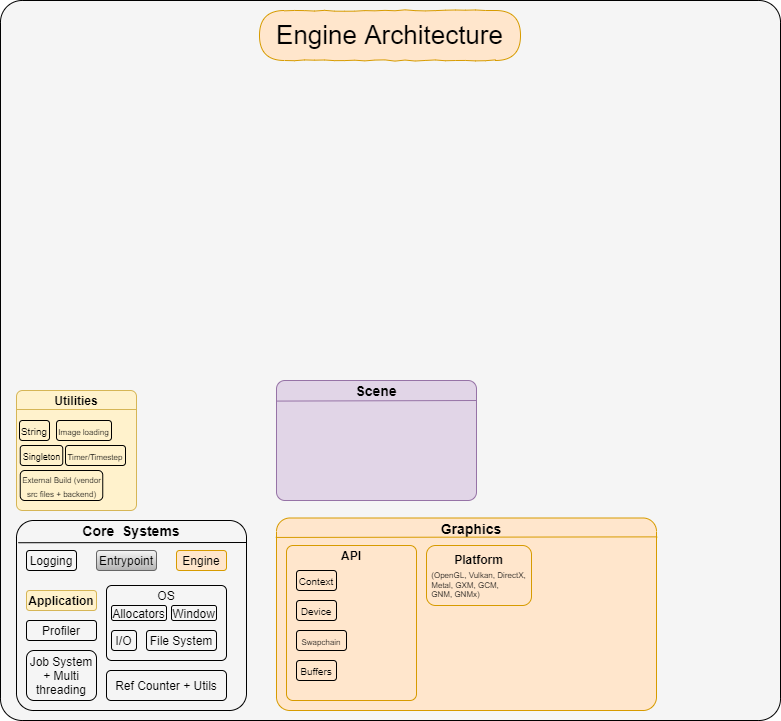 Engine Architecture
Utilities
String
Image loading
Singleton
Timer/Timestep
External Build (vendor
src files + backend)
Scene
Core Systems
Logging
Entrypoint
Engine
Application
Profiler
Job System
+ Multi
threading
OS
Allocators
Window
I/O
File System
Ref Counter + Utils
Graphics
API
Context
Device
Swapchain
Buffers
Platform
(OpenGL, Vulkan, DirectX,
Metal, GXM, GCM,
GNM, GNMx)